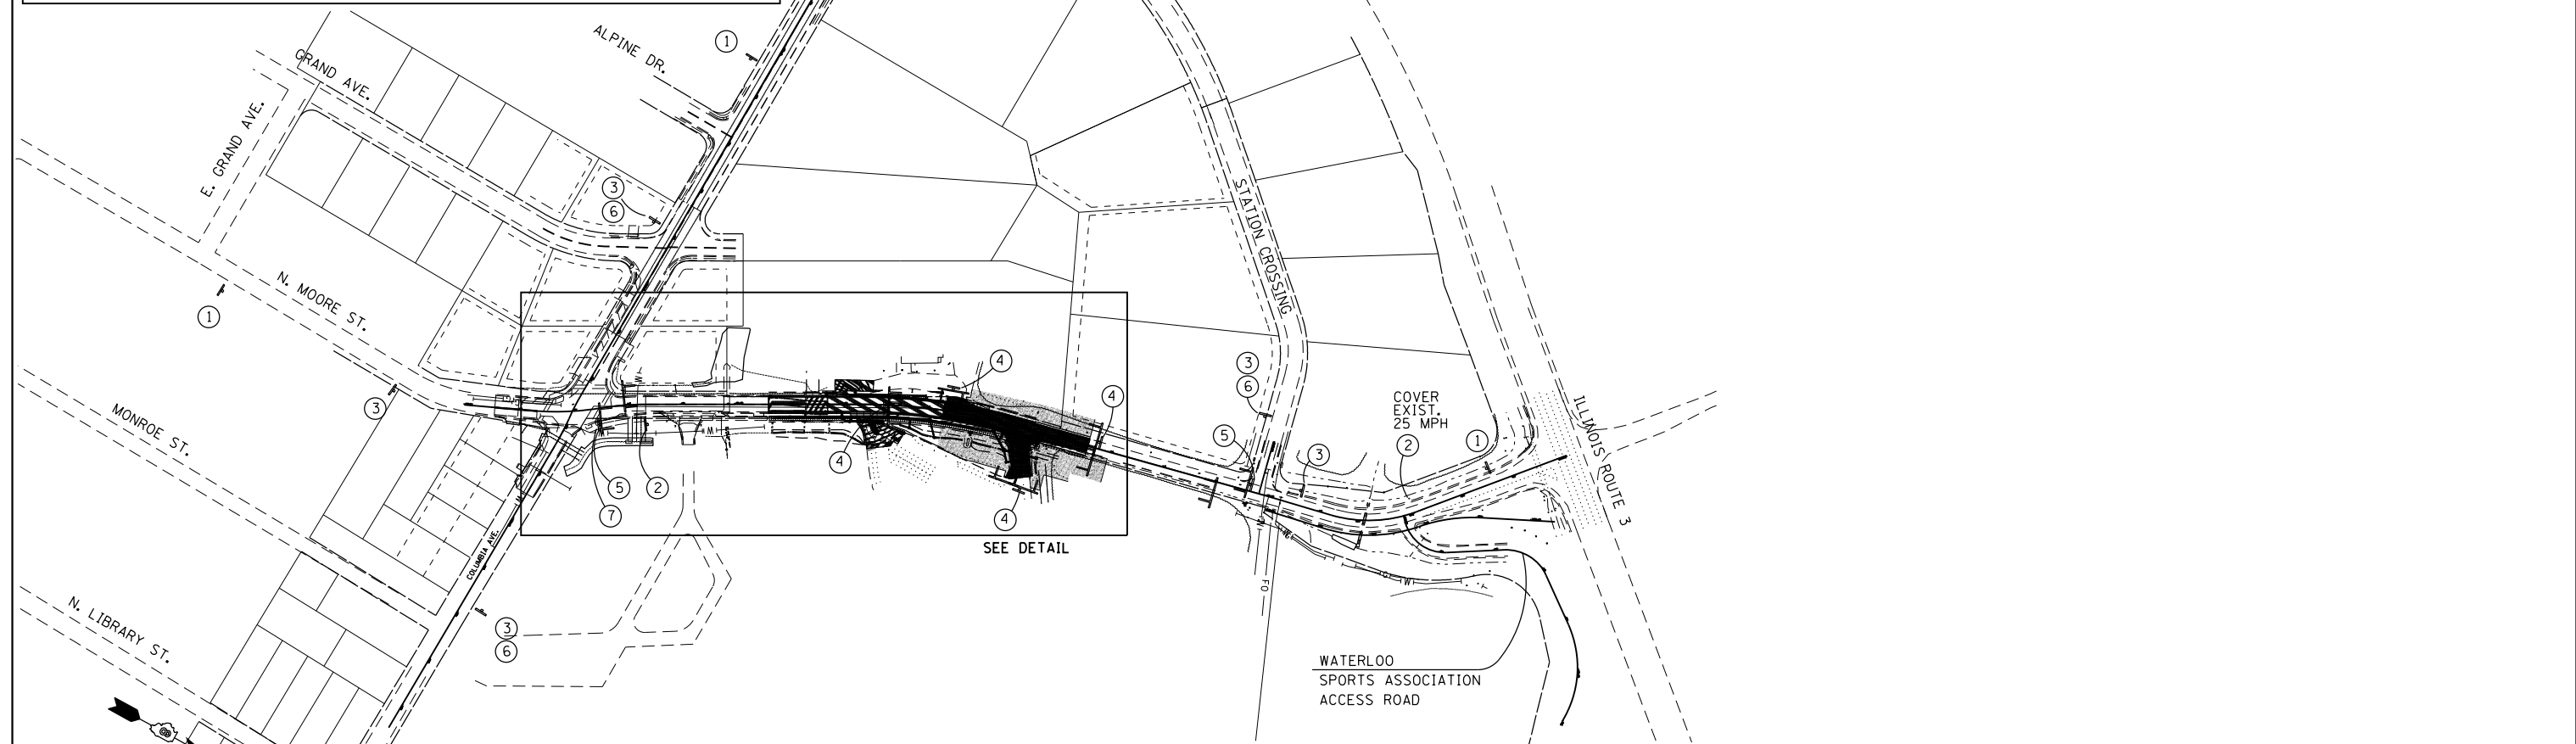 ALPINE DR.
1
GRAND AVE.
E. GRAND AVE.
3
6
STATION CROSSING
N. MOORE ST.
1
3
MONROE ST.
4
4
4
5
2
7
4
SEE DETAIL
3
6
5
3
COVER
EXIST.
25 MPH
2
1
ILLINOIS ROUTE 3
COLUMBIA AVE.
3
6
N. LIBRARY ST.
FO
W
W
WATERLOO
SPORTS ASSOCIATION
ACCESS ROAD